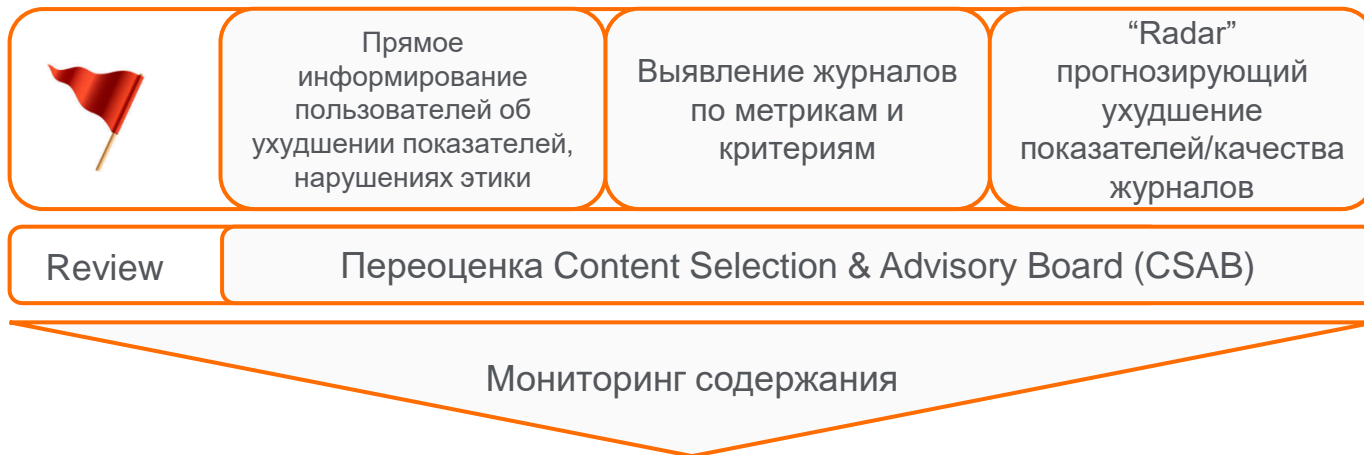 Прямое
информирование
пользователей об
ухудшении показателей,
нарушениях этики
Выявление журналов
по метрикам и
критериям
“Radar”
прогнозирующий
ухудшение
показателей/качества
журналов
Review
Переоценка Content Selection & Advisory Board (CSAB)
Мониторинг содержания